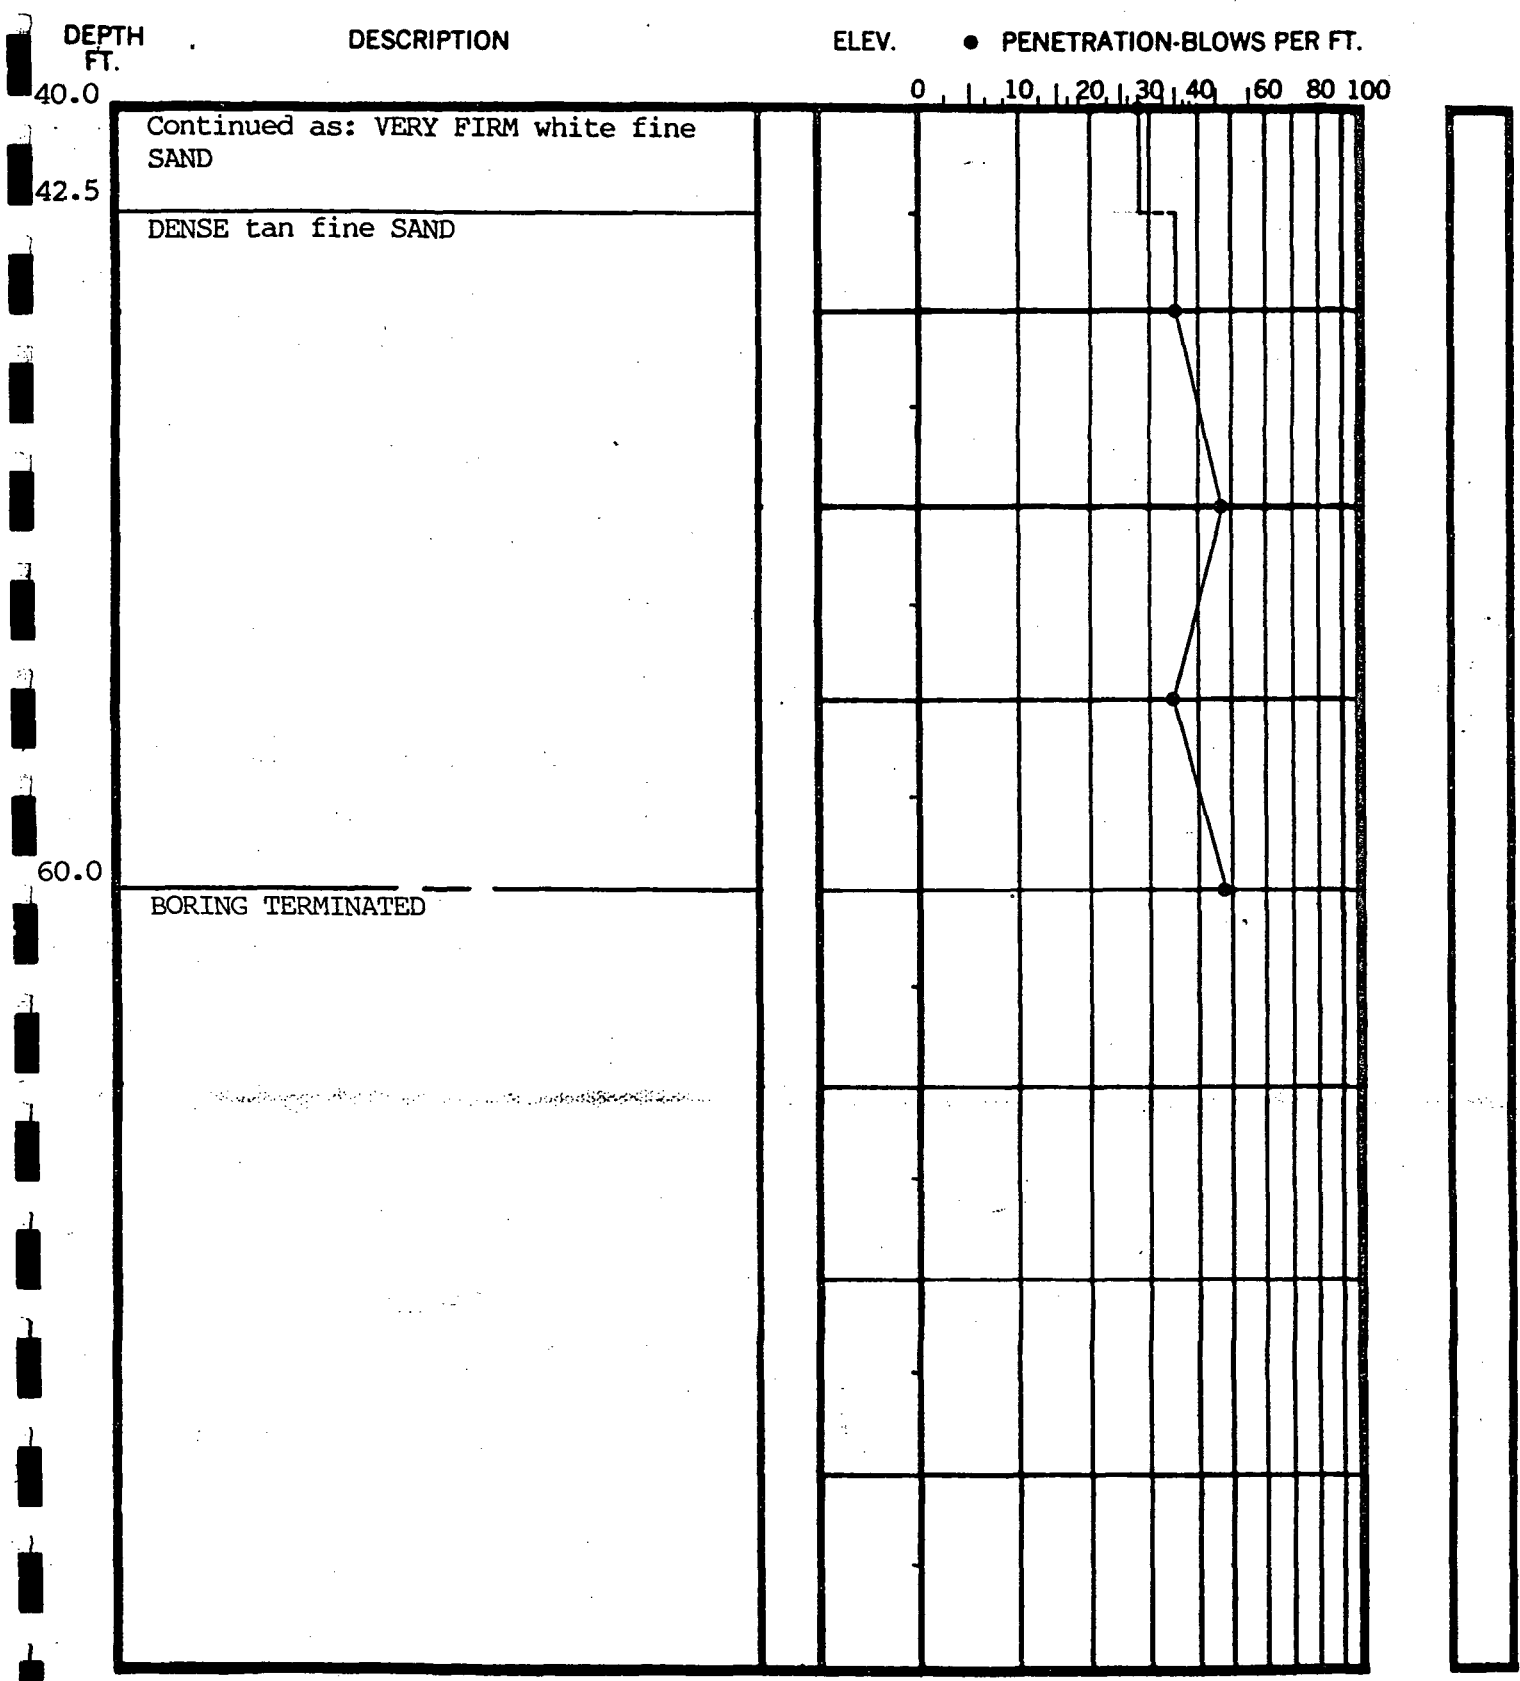 DEPTH FT. DESCRIPTION ELEV. ● PENETRATION-BLOWS PER FT.
40.0 0 10 20 30 40 60 80 100
Continued as: VERY FIRM white fine
SAND
42.5
DENSE tan fine SAND
60.0
BORING TERMINATED